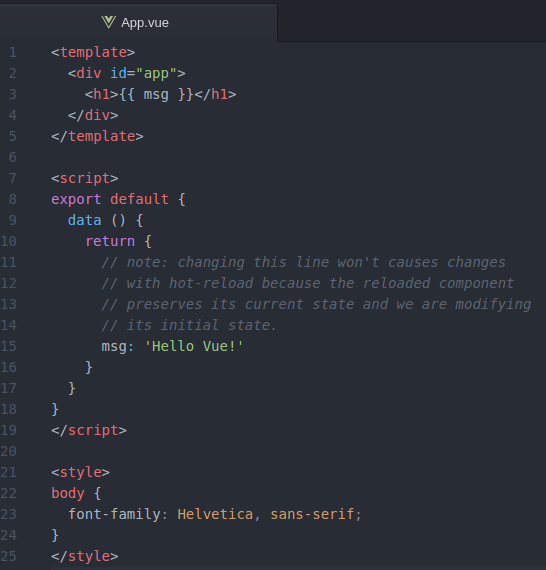 App.vue
1 <template>
2   <div id="app">
3     <h1>{{ msg }}</h1>
4   </div>
5 </template>
6
7 <script>
8 export default {
9   data () {
10     return {
11       // note: changing this line won't causes changes
12       // with hot-reload because the reloaded component
13       // preserves its current state and we are modifying
14       // its initial state.
15       msg: 'Hello Vue!'
16     }
17   }
18 }
19 </script>
20
21 <style>
22 body {
23   font-family: Helvetica, sans-serif;
24 }
25 </style>